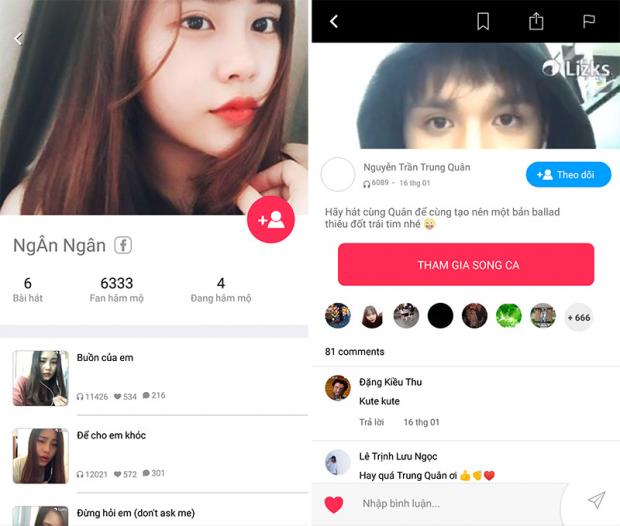 NgÂn Ngân
6
6333
4
Bài hát
Fan hâm mộ
Đang hâm mộ
Buồn của em
11426 534 216
Để cho em khóc
12021 572 301
Đừng hỏi em (don't ask me)
Lizks
Nguyễn Trần Trung Quân
6089 - 16 thg 01
Theo dõi
Hãy hát cùng Quân để cùng tạo nên một bản ballad
thiêu đốt trái tim nhé 😜
THAM GIA SONG CA
+ 666
81 comments
Đặng Kiều Thu
Kute kute
Trả lời 16 thg 01
Lê Trịnh Lưu Ngọc
Hay quá Trung Quân ơi 👍👏♥️
Nhập bình luận...